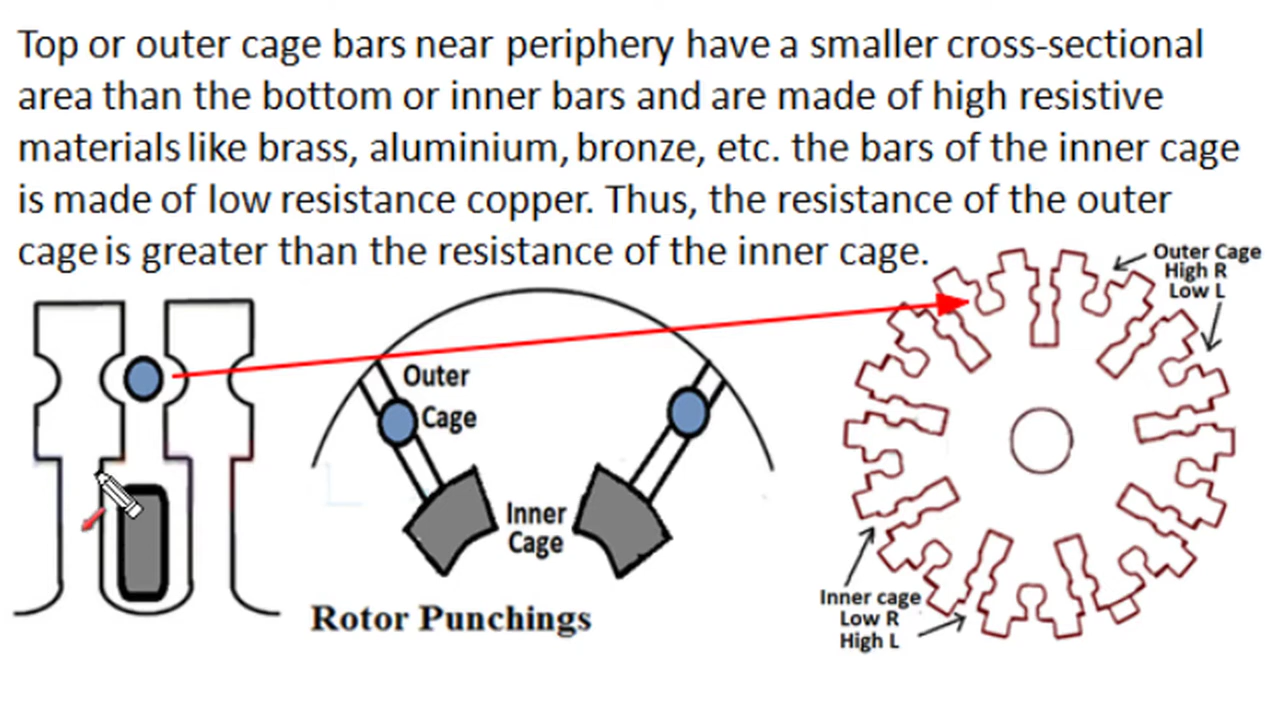 Top or outer cage bars near periphery have a smaller cross-sectional
area than the bottom or inner bars and are made of high resistive
materials like brass, aluminium, bronze, etc. the bars of the inner cage
is made of low resistance copper. Thus, the resistance of the outer
cage is greater than the resistance of the inner cage.
Outer Cage
High R
Low L
Outer
Cage
Inner
Cage
Rotor Punchings
Inner cage
Low R
High L